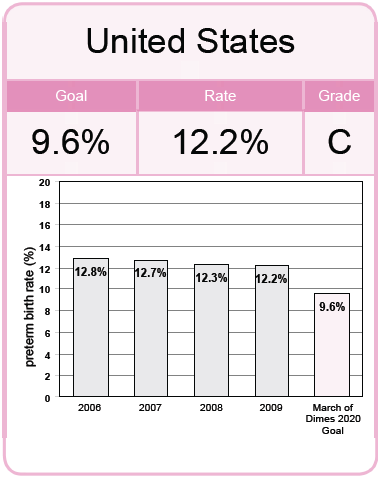 United States
Goal Rate Grade
9.6% 12.2% C
preterm birth rate (%)
20
18
16
14
12
10
8
6
4
2
0
12.8% 12.7% 12.3% 12.2% 9.6%
2006 2007 2008 2009 March of
Dimes 2020
Goal